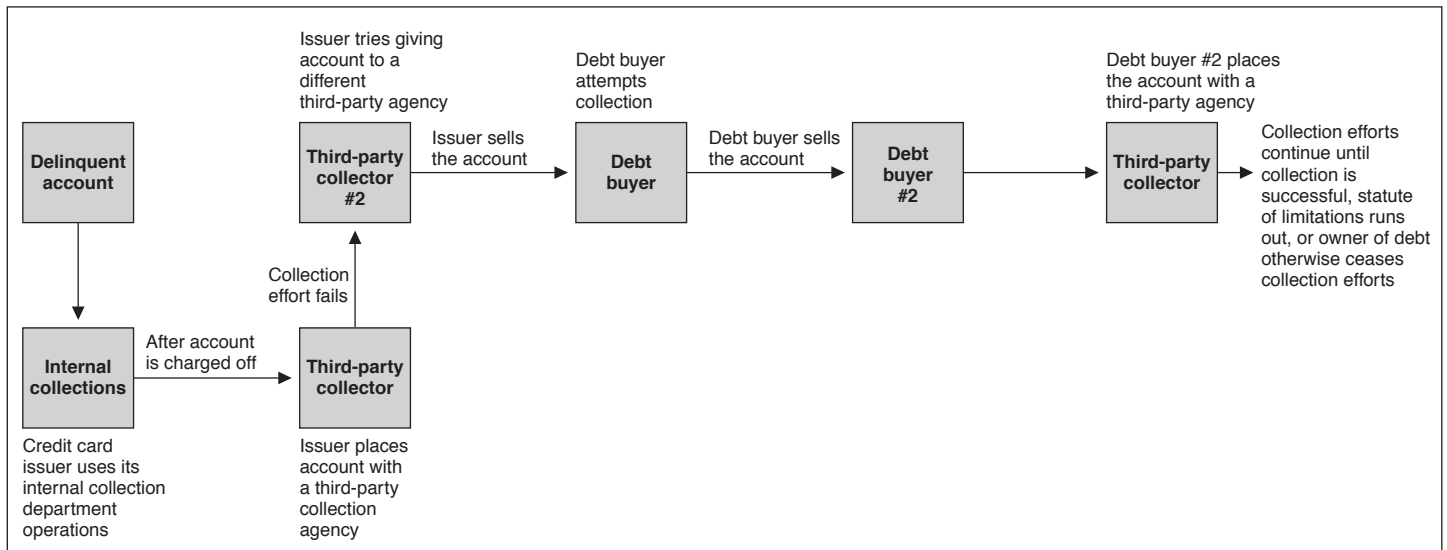 Delinquent
account
Internal
collections
Credit card
issuer uses its
internal collection
department
operations
After account
is charged off
Third-party
collector
Issuer places
account with
a third-party
collection
agency
Collection
effort fails
Issuer tries giving
account to a
different
third-party agency
Third-party
collector
#2
Issuer sells
the account
Debt buyer
attempts
collection
Debt
buyer
Debt buyer sells
the account
Debt
buyer
#2
Debt buyer #2 places
the account with a
third-party agency
Third-party
collector
Collection efforts
continue until
collection is
successful, statute
of limitations runs
out, or owner of debt
otherwise ceases
collection efforts